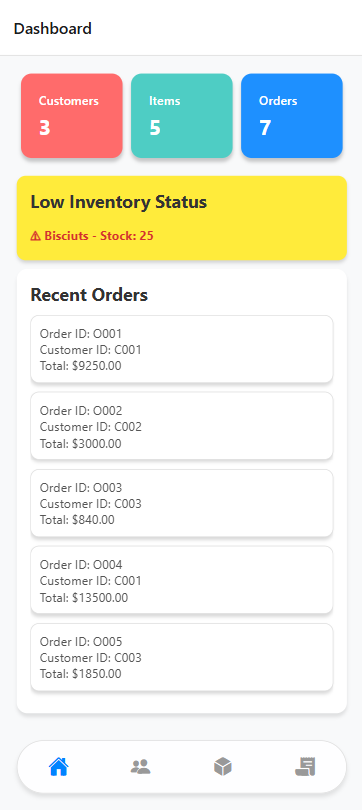 Dashboard
Customers
3
Items
5
Orders
7
Low Inventory Status
⚠ Bisciuts - Stock: 25
Recent Orders
Order ID: O001
Customer ID: C001
Total: $9250.00
Order ID: O002
Customer ID: C002
Total: $3000.00
Order ID: O003
Customer ID: C003
Total: $840.00
Order ID: O004
Customer ID: C001
Total: $13500.00
Order ID: O005
Customer ID: C003
Total: $1850.00